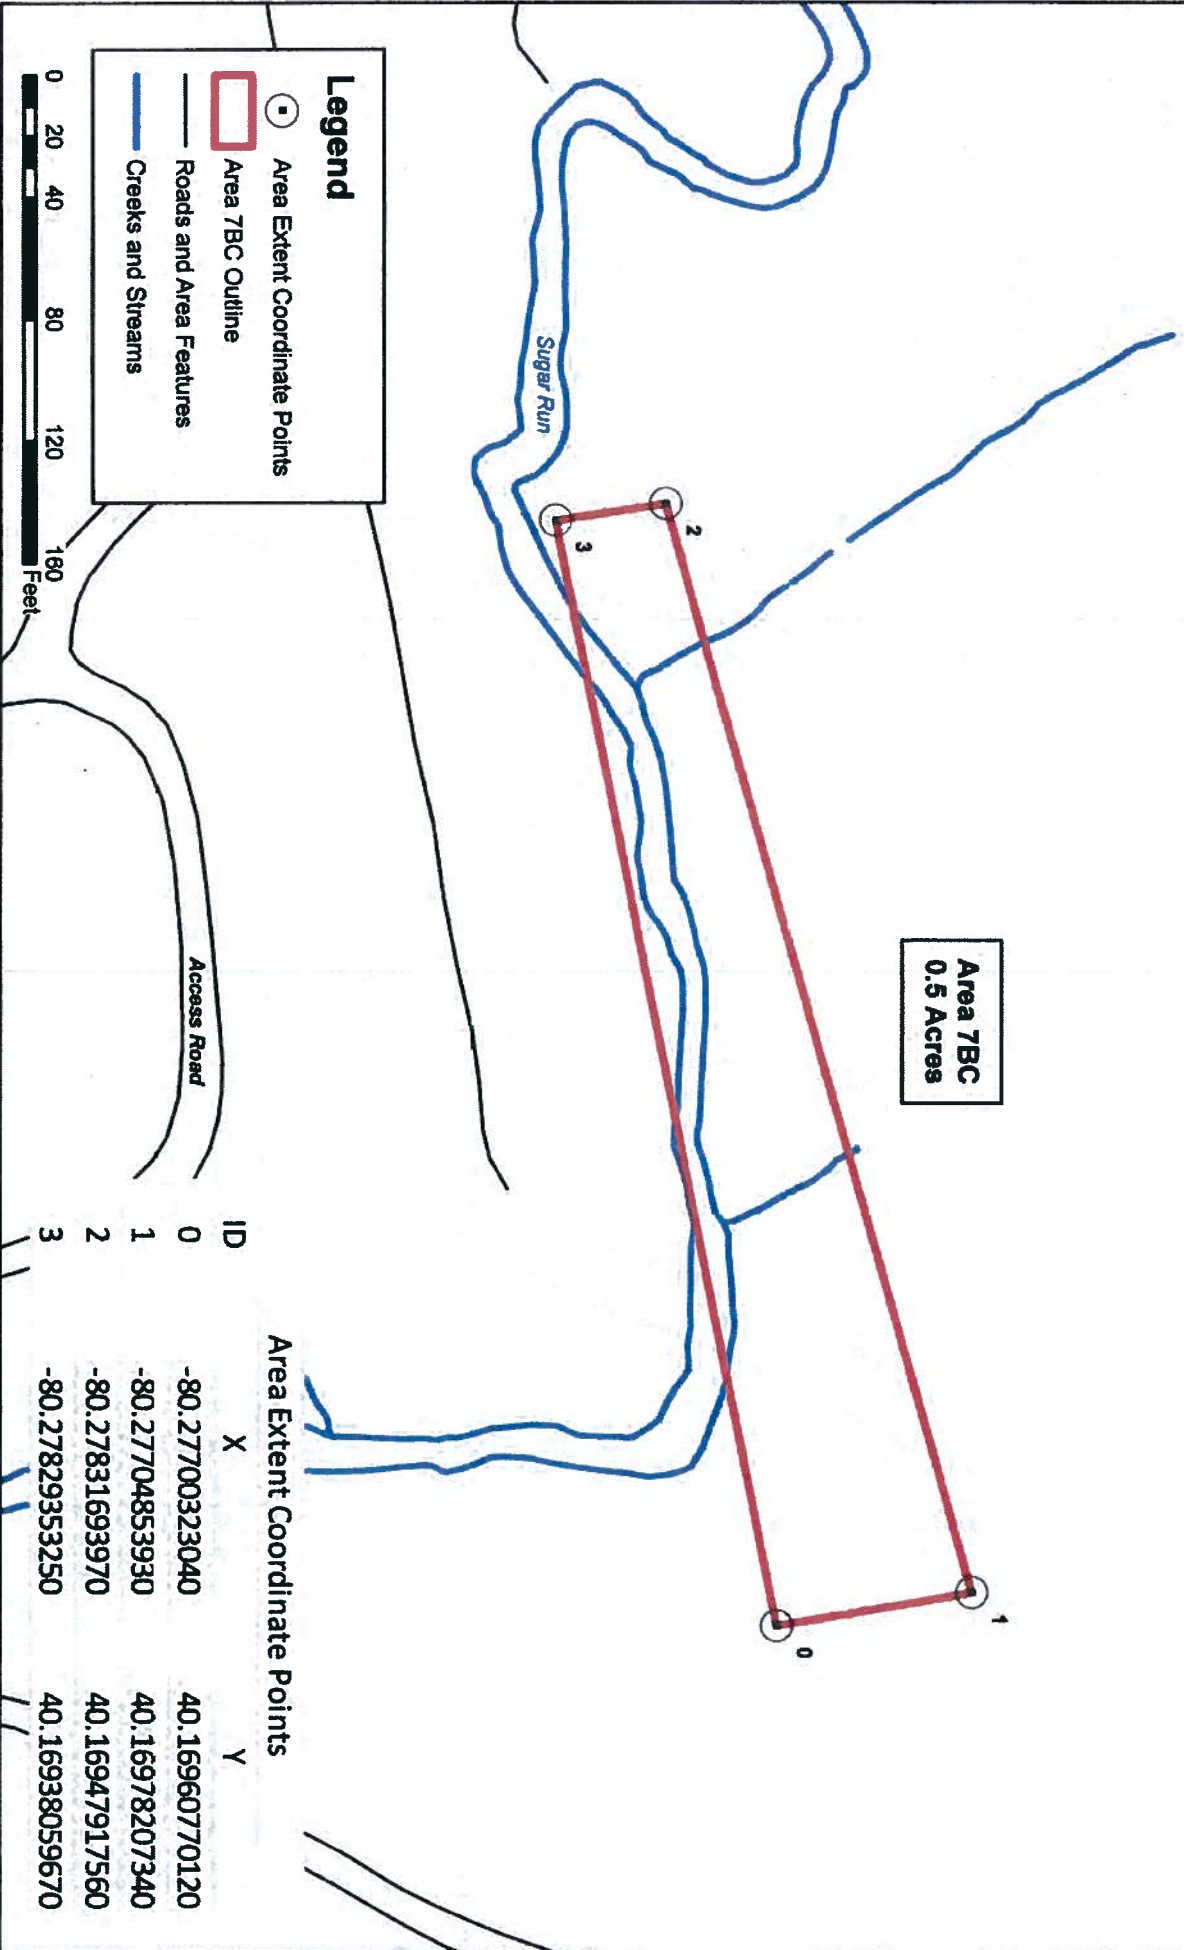 Area 7BC
0.5 Acres
1
0
2
3
Sugar Run
Access Road
Legend
Area Extent Coordinate Points
Area 7BC Outline
Roads and Area Features
Creeks and Streams
0 20 40 80 120 160
Feet
Area Extent Coordinate Points
ID X Y
0 -80.27700323040 40.16960770120
1 -80.27704853930 40.16978207340
2 -80.27831693970 40.16947917560
3 -80.27829353250 40.16938059670